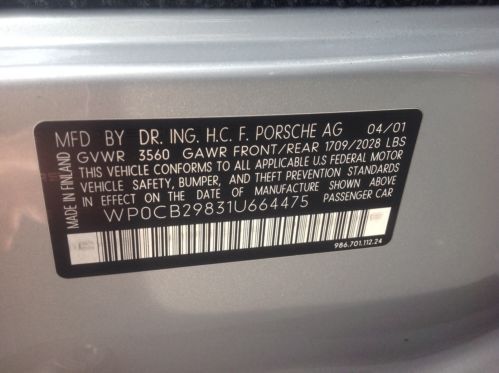 MFD BY DR. ING. H.C. F. PORSCHE AG 04/01
GVWR 3560 GAWR FRONT/REAR 1709/2028 LBS
THIS VEHICLE CONFORMS TO ALL APPLICABLE U.S FEDERAL MOTOR
VEHICLE SAFETY, BUMPER, AND THEFT PREVENTION STANDARDS
IN EFFECT ON THE DATE OF MANUFACTURE SHOWN ABOVE
WP0CB29831U664475 PASSENGER CAR
986.701.112.24
MADE IN FINLAND